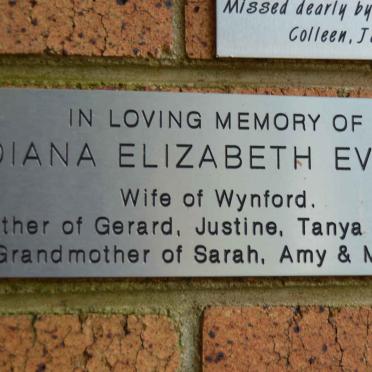 Missed dearly by
Colleen, J
IN LOVING MEMORY OF
DIANA ELIZABETH EV
Wife of Wynford.
ther of Gerard, Justine, Tanya
Grandmother of Sarah, Amy & M